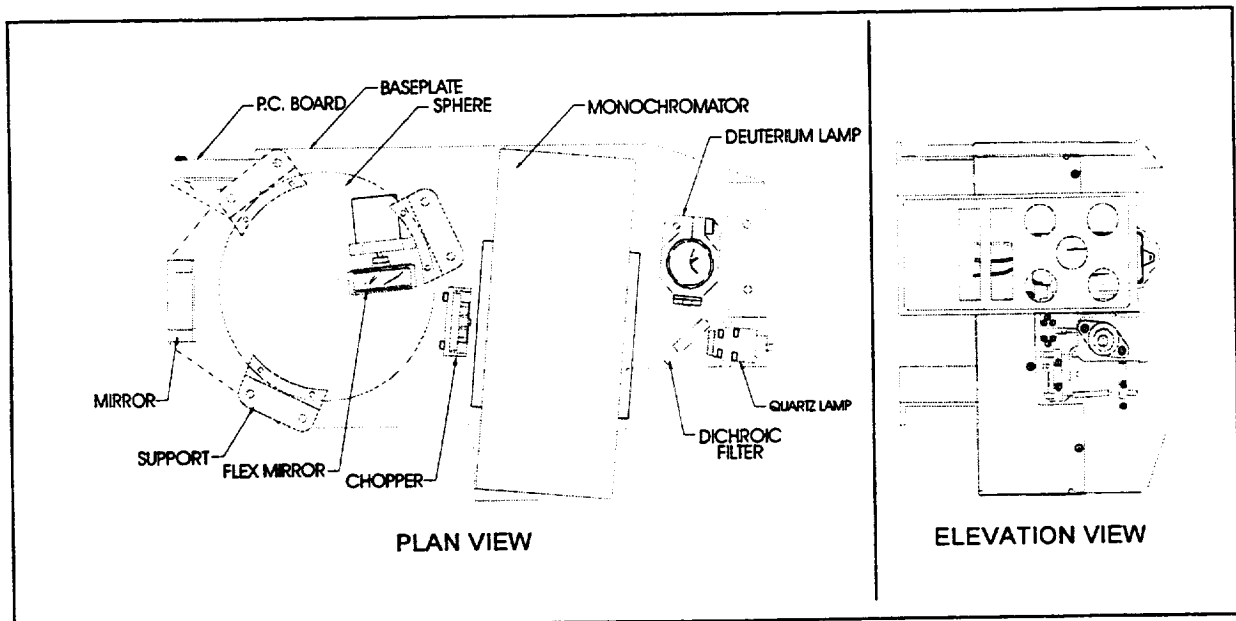 BASEPLATE
P.C. BOARD
SPHERE
MONOCHROMATOR
DEUTERIUM LAMP
MIRROR
QUARTZ LAMP
SUPPORT
FLEX MIRROR
CHOPPER
DICHROIC
FILTER
PLAN VIEW
ELEVATION VIEW